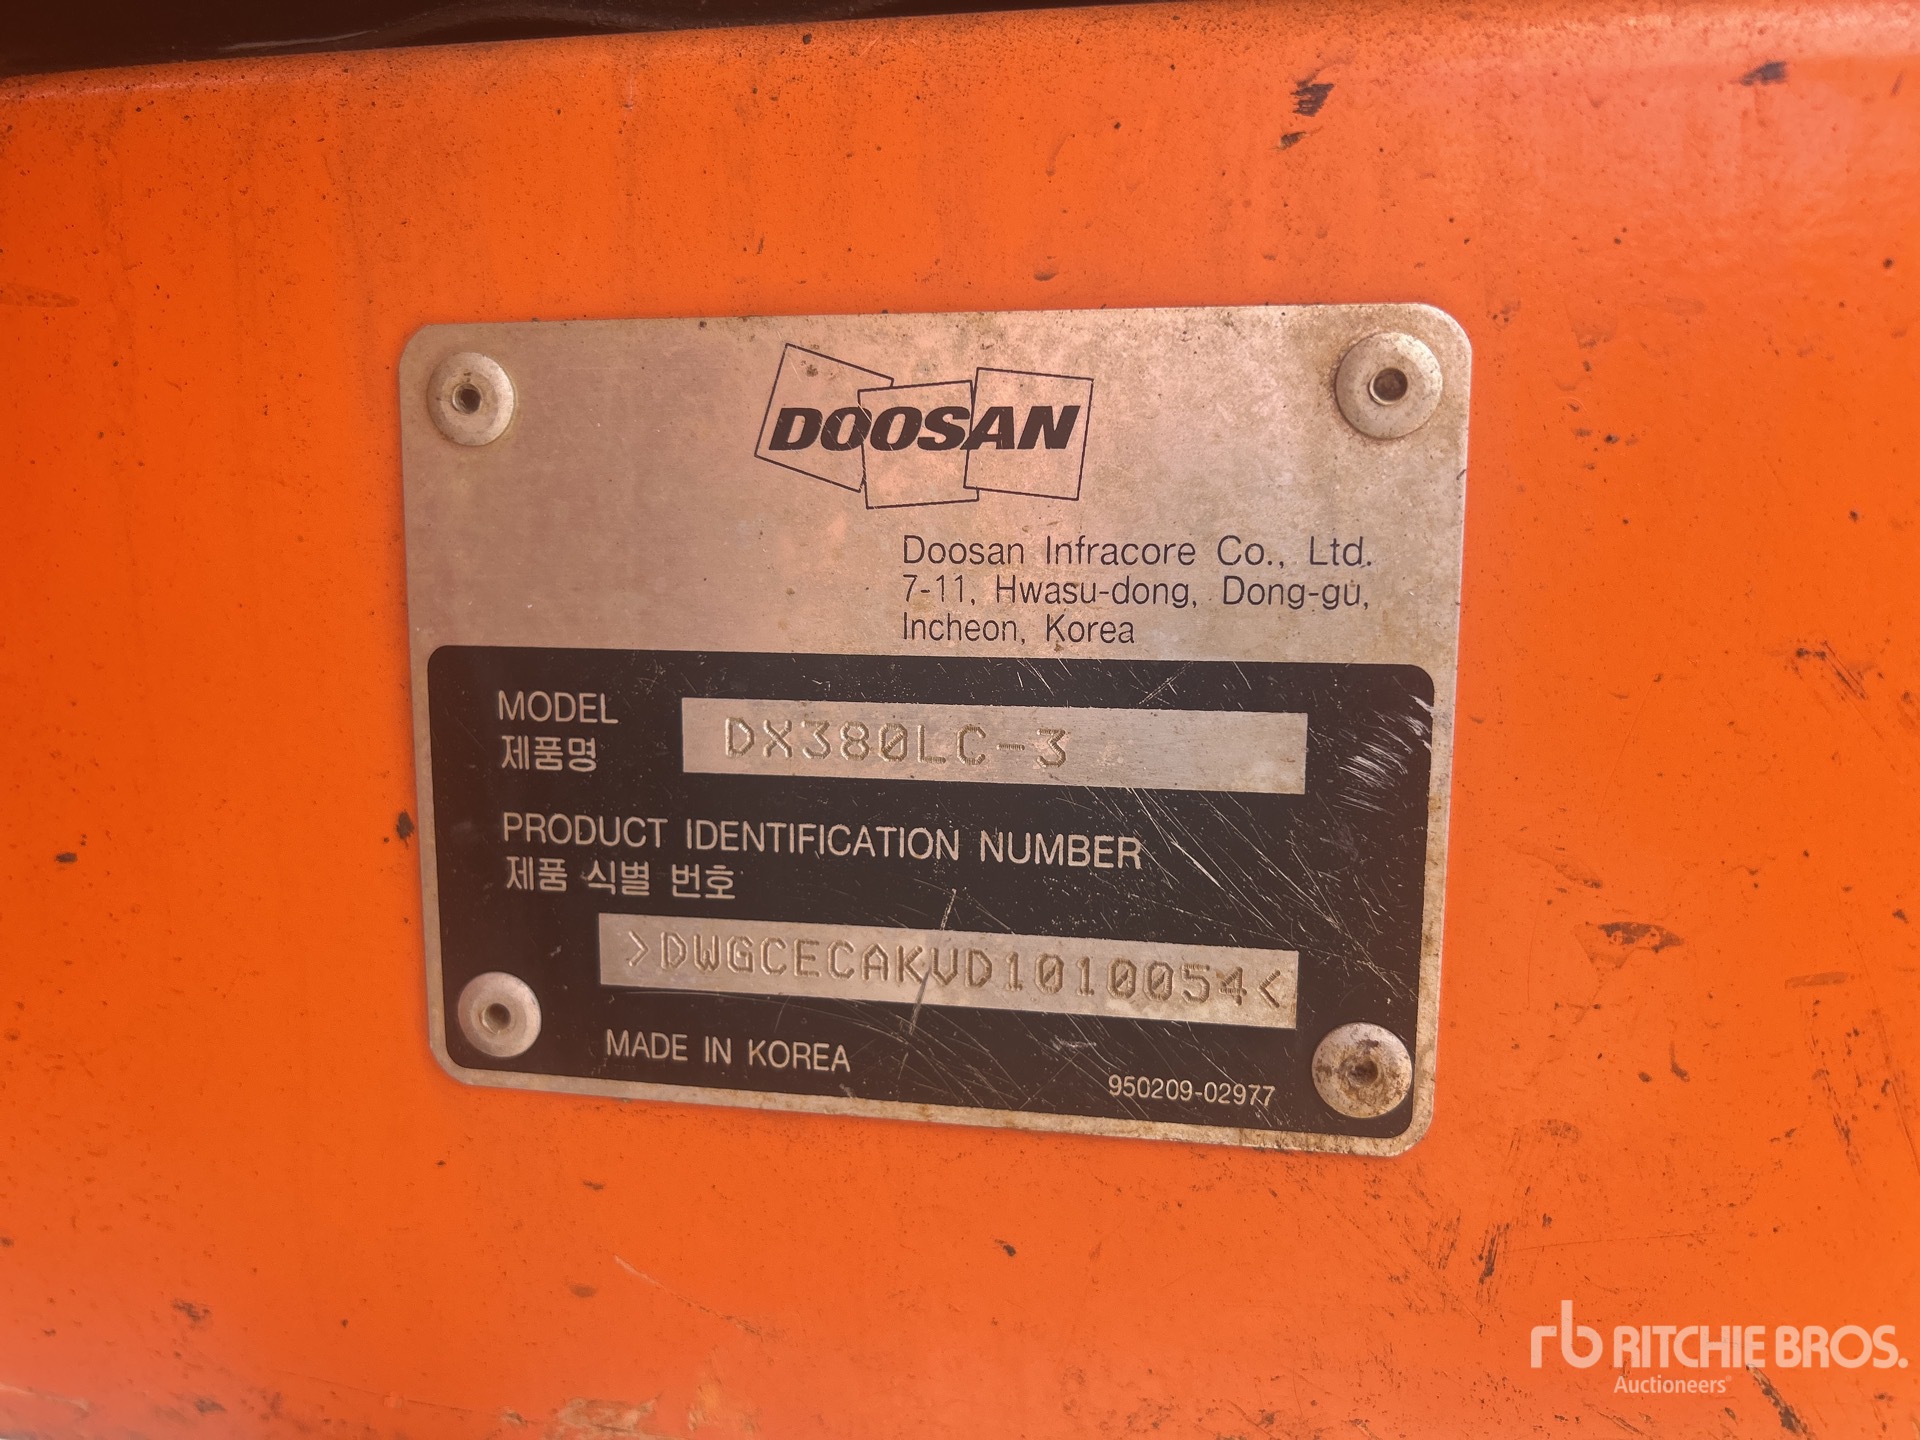 DOOSAN
Doosan Infracore Co., Ltd.
7-11, Hwasu-dong, Dong-gu,
Incheon, Korea
MODEL
제품명
DX380LC-3
PRODUCT IDENTIFICATION NUMBER
제품 식별 번호
>DWGCECAKVD1010054<
MADE IN KOREA
950209-02977
rb RITCHIE BROS.
Auctioneers